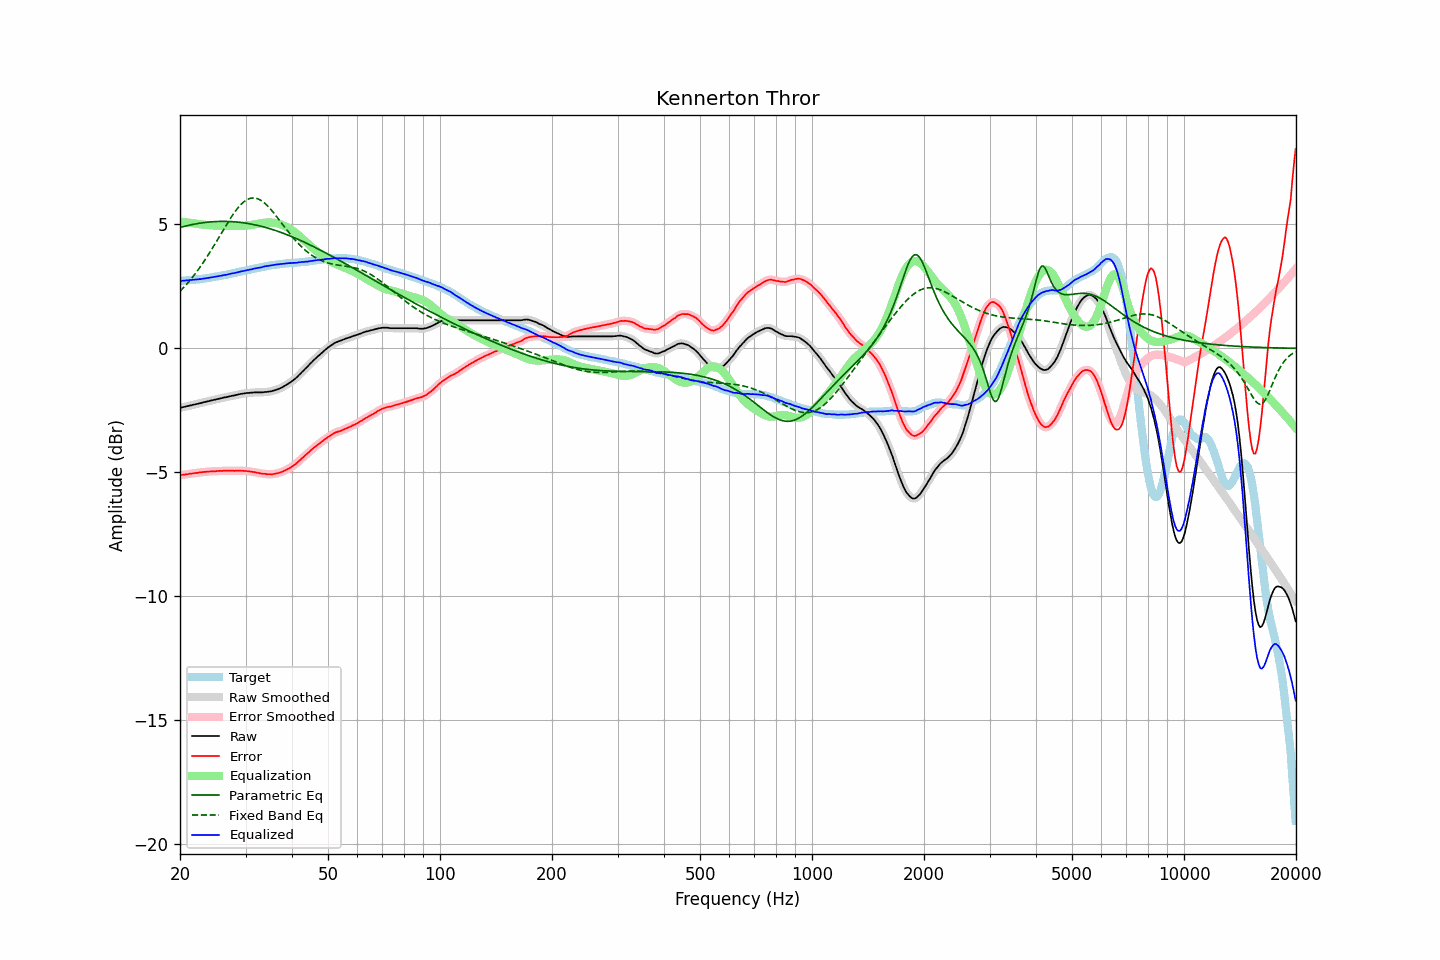 Kennerton Thror
Amplitude (dBr)
5
0
−5
−10
−15
−20
Target
Raw Smoothed
Error Smoothed
Raw
Error
Equalization
Parametric Eq
Fixed Band Eq
Equalized
20 50 100 200 500 1000 2000 5000 10000 20000
Frequency (Hz)